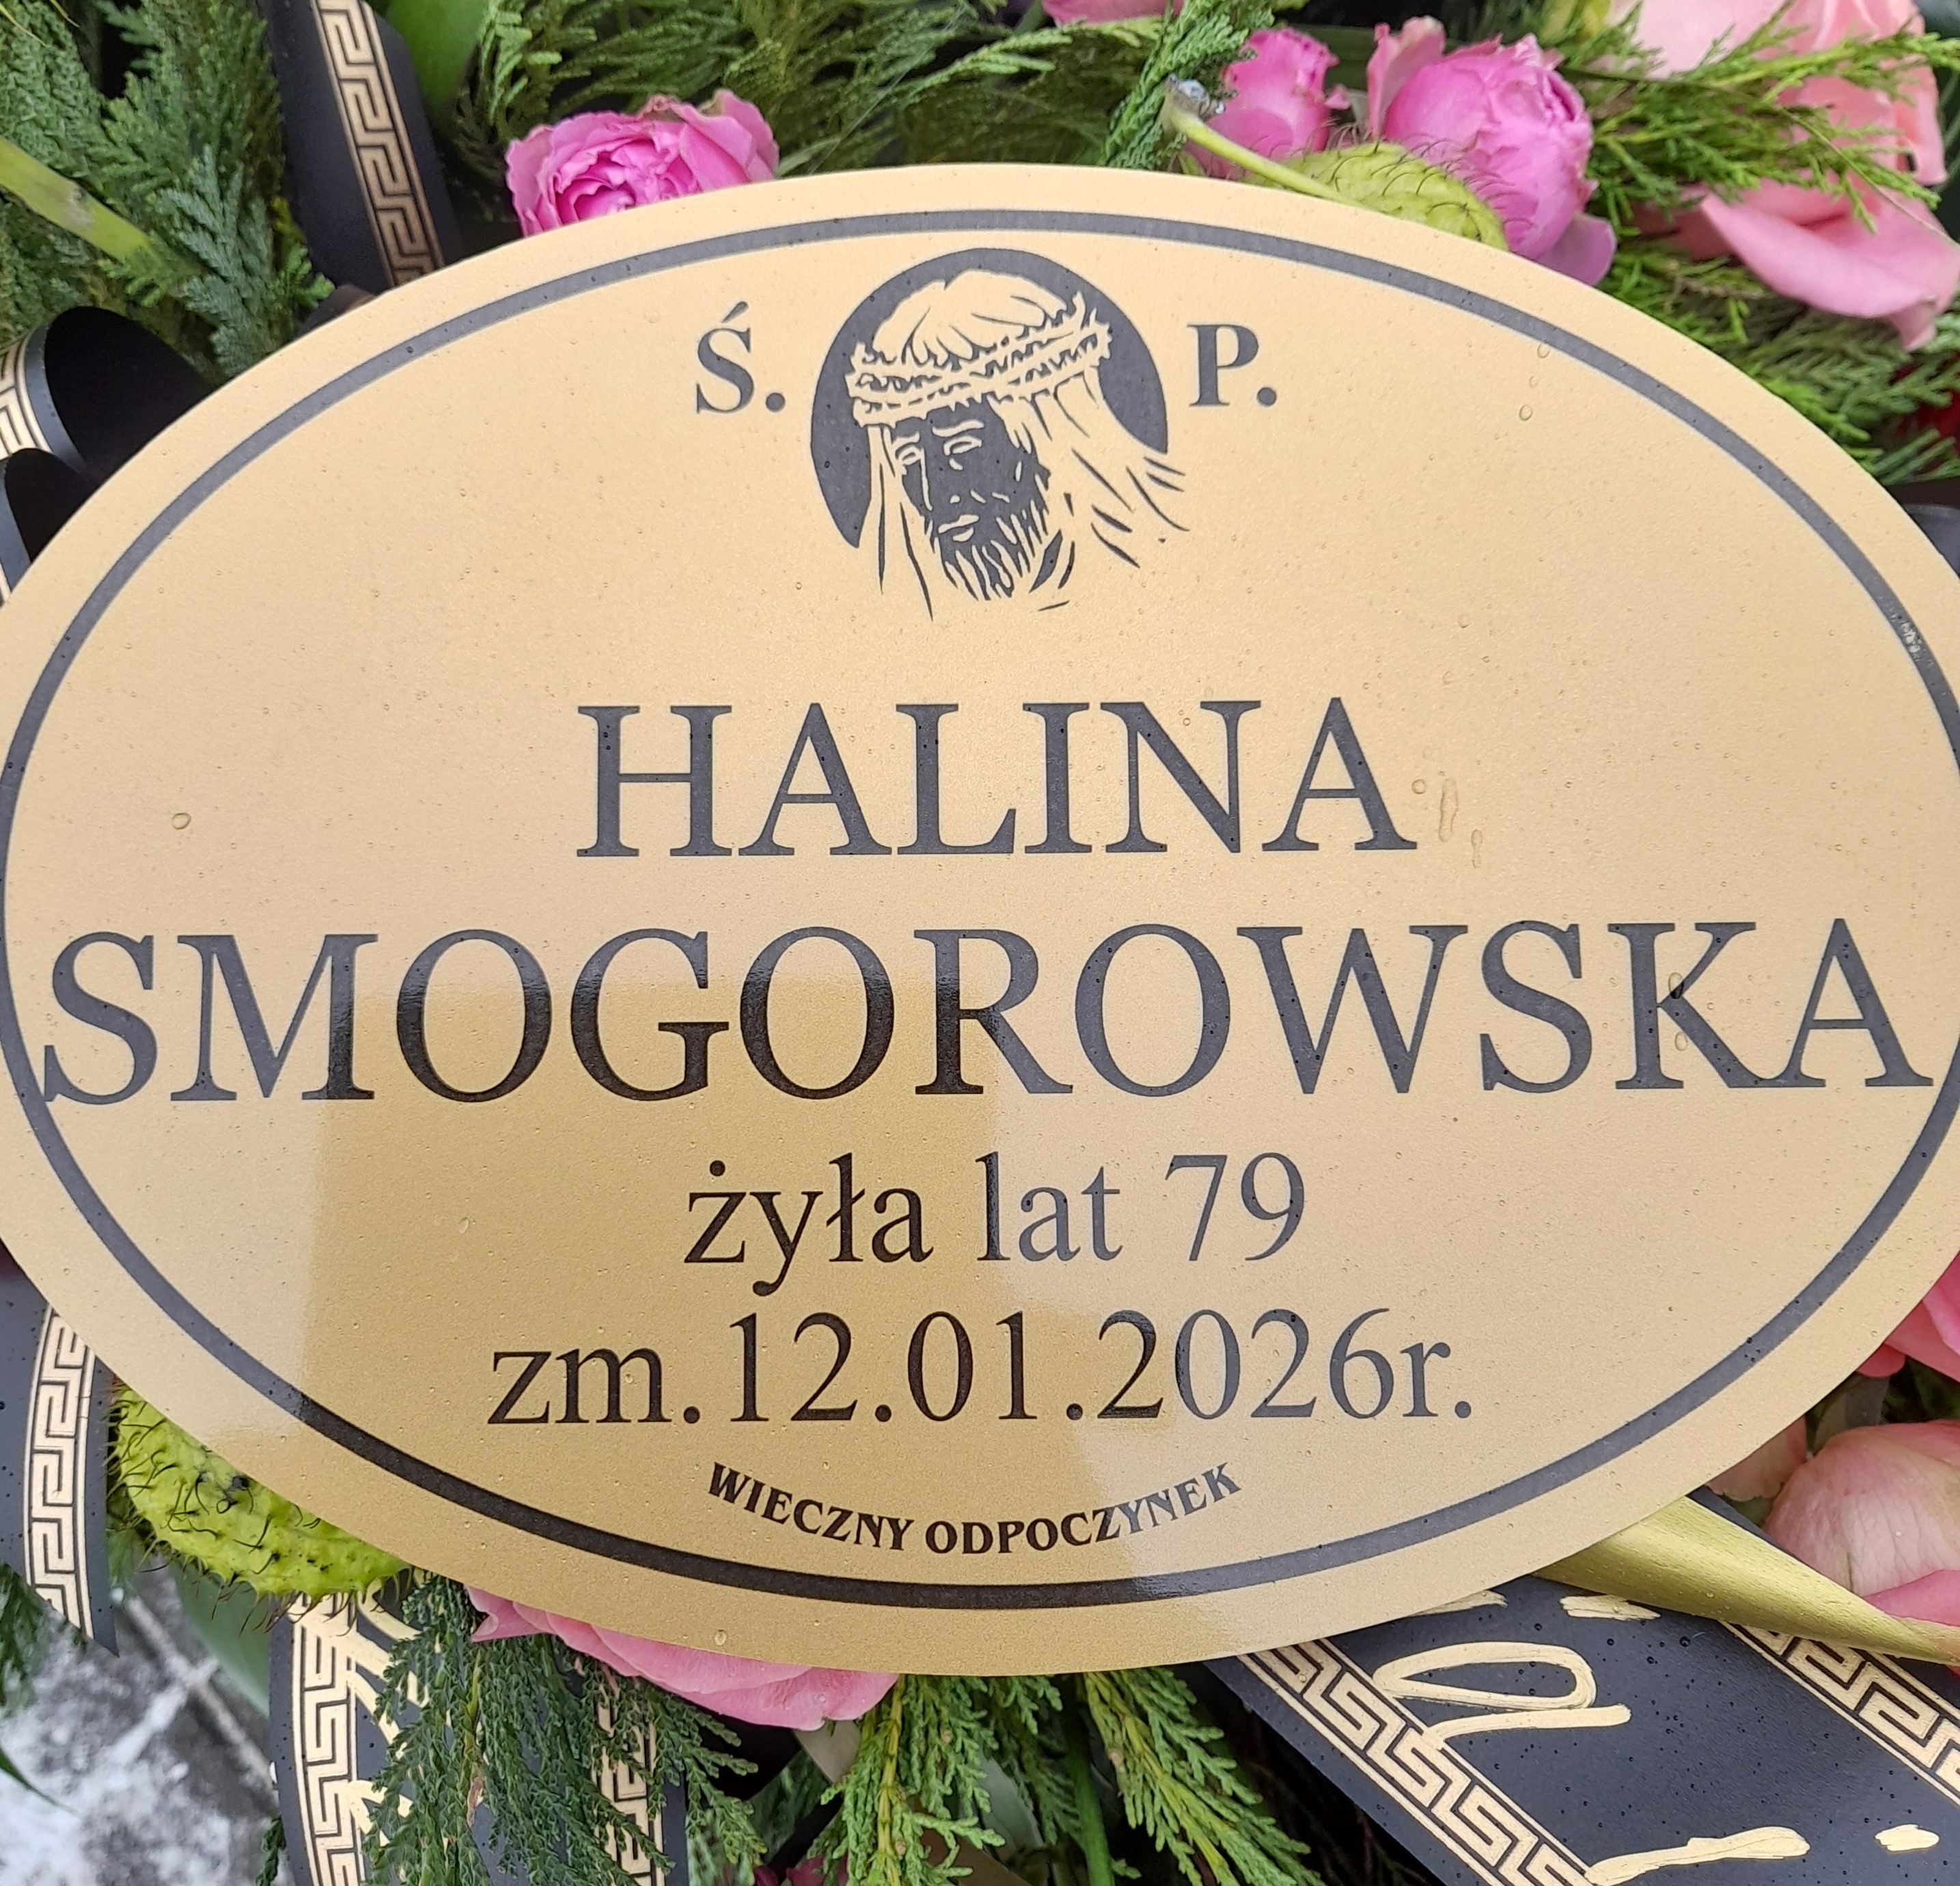 Ś. P.
HALINA
SMOGOROWSKA
żyła lat 79
zm.12.01.2026r.
WIECZNY ODPOCZYNEK